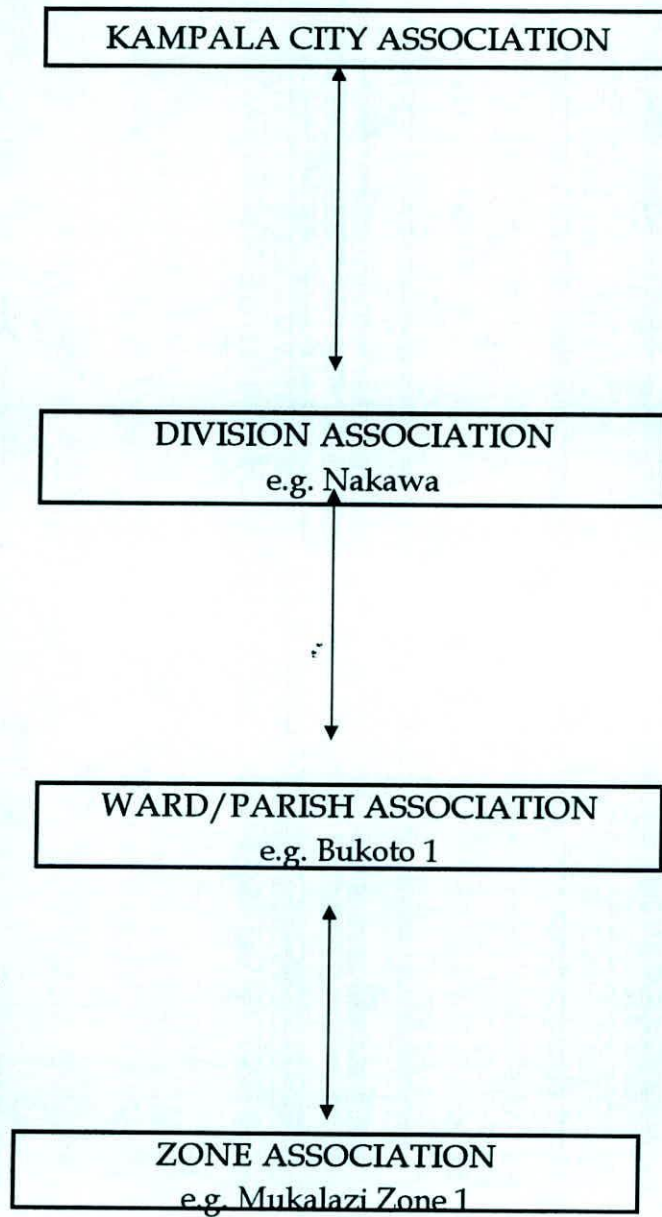 KAMPALA CITY ASSOCIATION
DIVISION ASSOCIATION
e.g. Nakawa
WARD/PARISH ASSOCIATION
e.g. Bukoto 1
ZONE ASSOCIATION
e.g. Mukalazi Zone 1